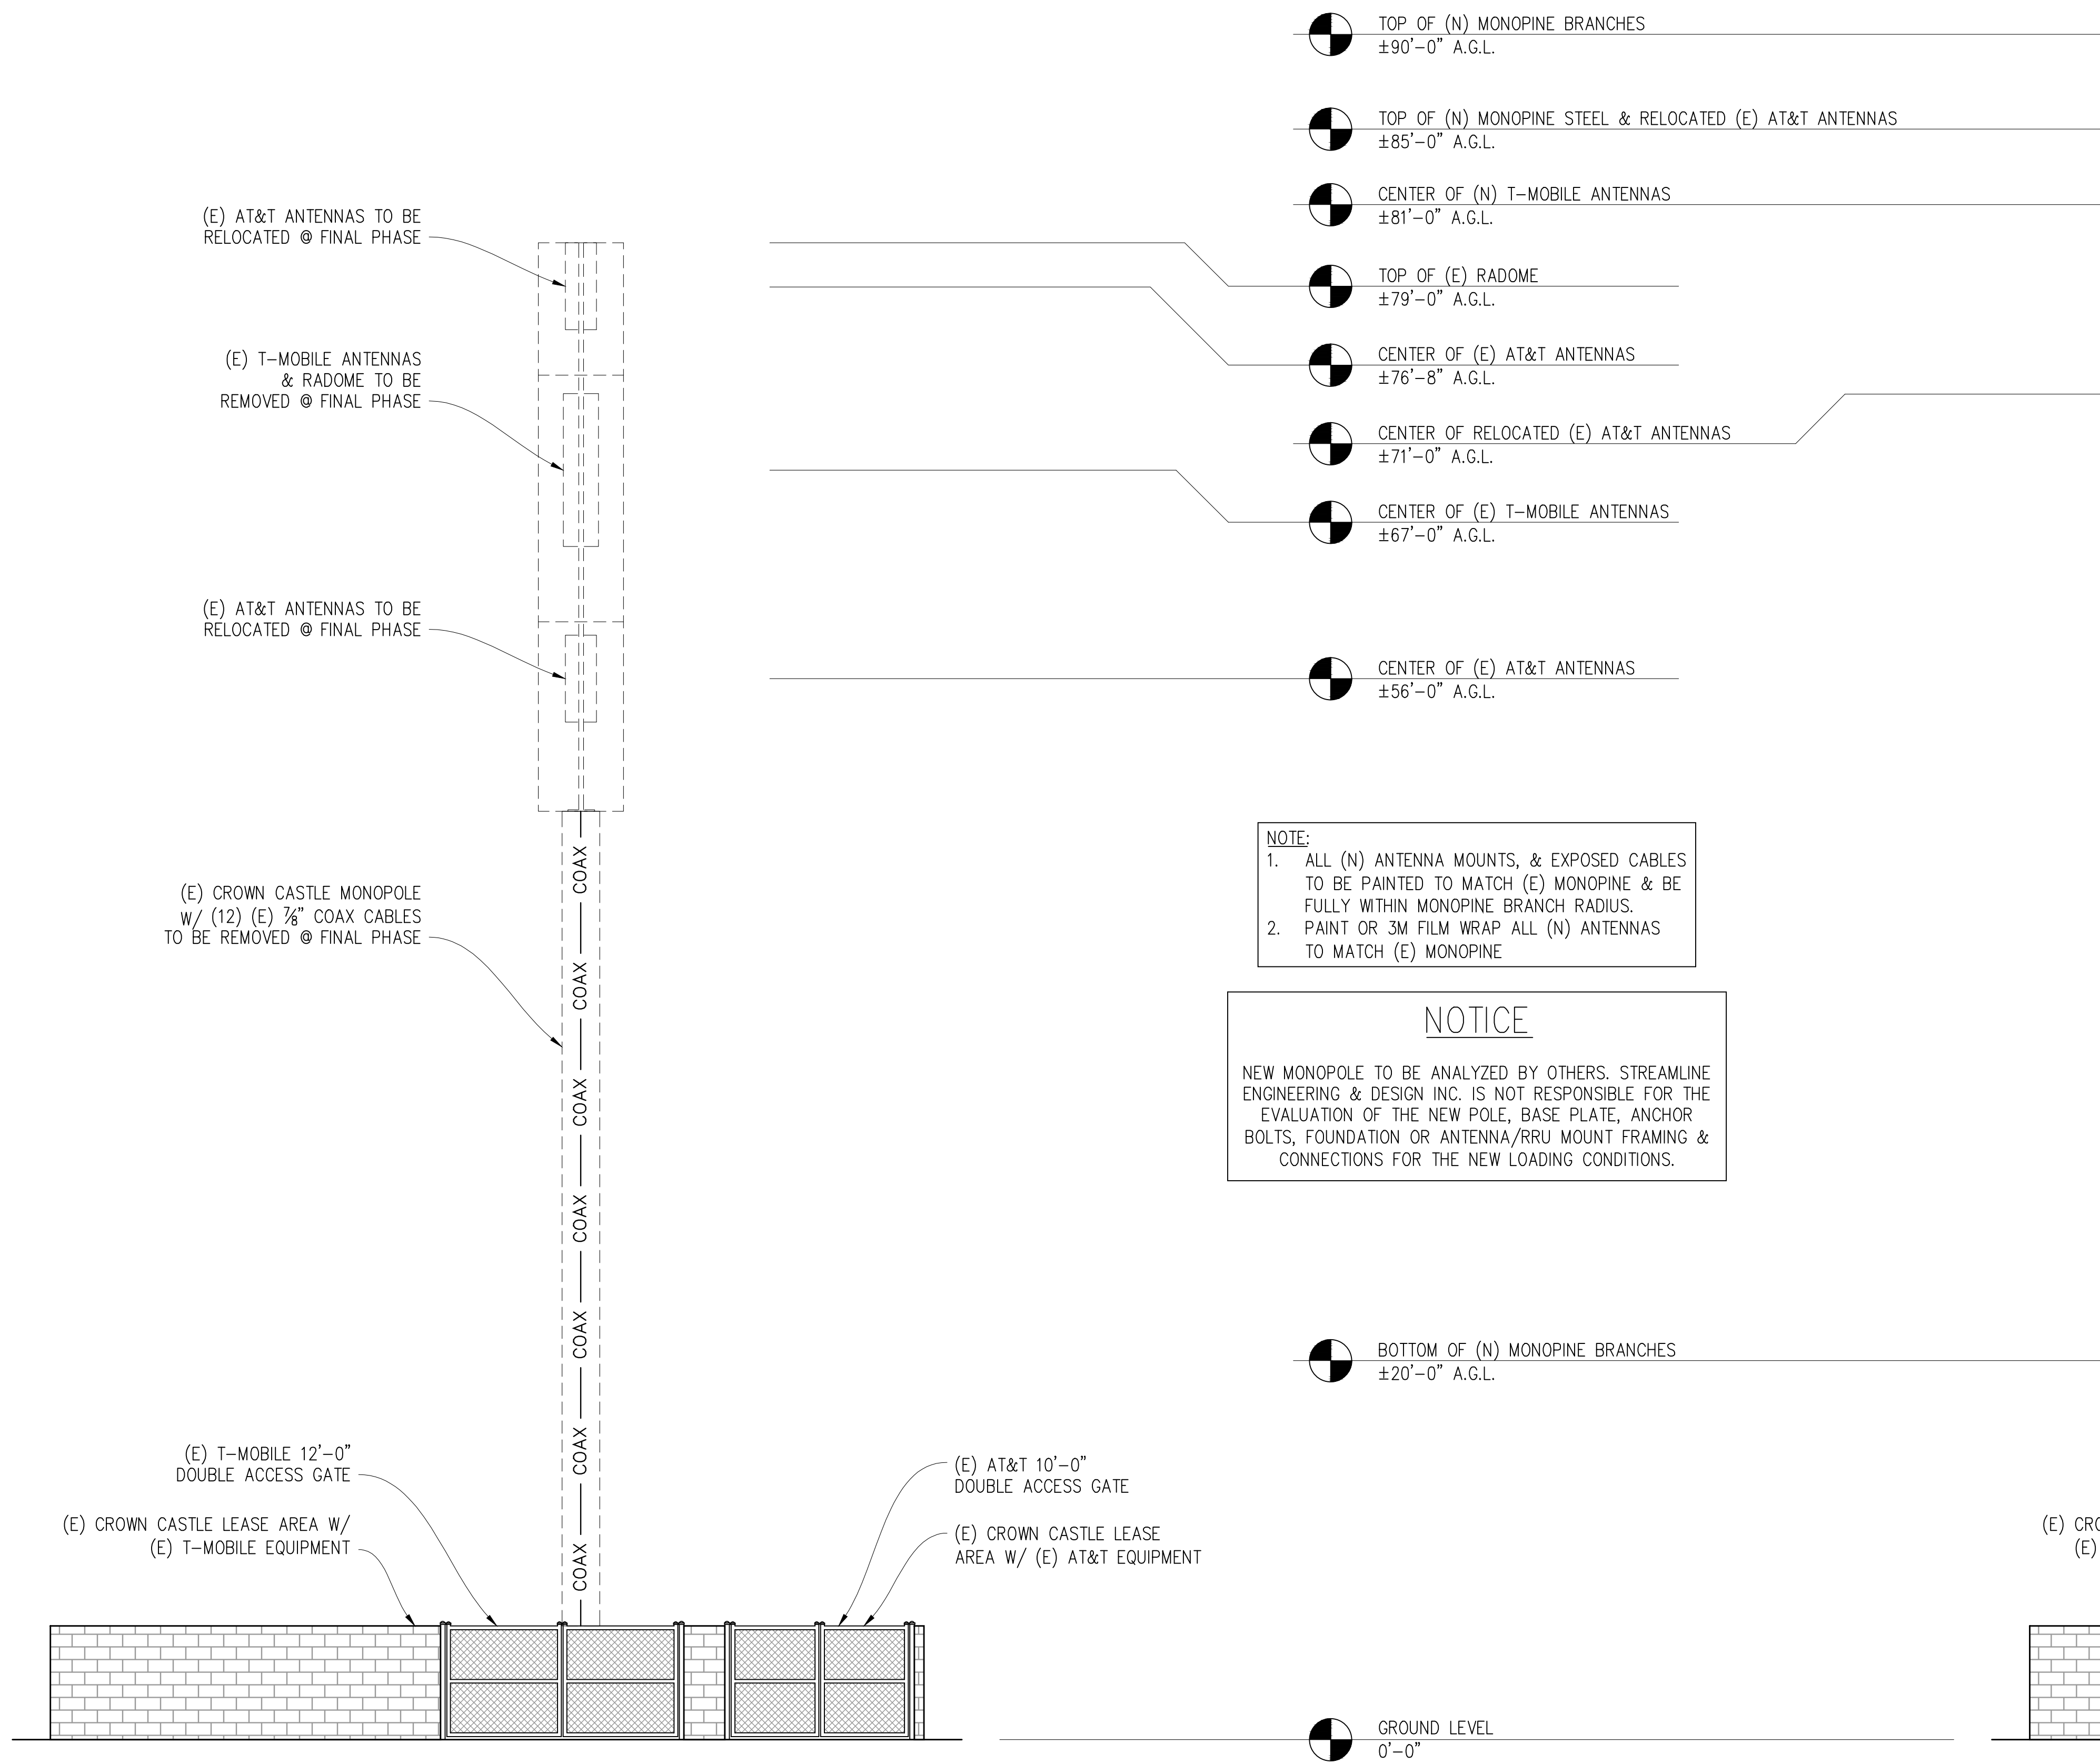 TOP OF (N) MONOPINE BRANCHES
±90'-0" A.G.L.
TOP OF (N) MONOPINE STEEL & RELOCATED (E) AT&T ANTENNAS
±85'-0" A.G.L.
CENTER OF (N) T-MOBILE ANTENNAS
±81'-0" A.G.L.
TOP OF (E) RADOME
±79'-0" A.G.L.
CENTER OF (E) AT&T ANTENNAS
±76'-8" A.G.L.
CENTER OF RELOCATED (E) AT&T ANTENNAS
±71'-0" A.G.L.
CENTER OF (E) T-MOBILE ANTENNAS
±67'-0" A.G.L.
CENTER OF (E) AT&T ANTENNAS
±56'-0" A.G.L.
(E) AT&T ANTENNAS TO BE
RELOCATED @ FINAL PHASE
(E) T-MOBILE ANTENNAS
& RADOME TO BE
REMOVED @ FINAL PHASE
(E) AT&T ANTENNAS TO BE
RELOCATED @ FINAL PHASE
(E) CROWN CASTLE MONOPOLE
W/ (12) (E) ⅞" COAX CABLES
TO BE REMOVED @ FINAL PHASE
COAX
COAX
COAX
COAX
COAX
COAX
COAX
NOTE:
1. ALL (N) ANTENNA MOUNTS, & EXPOSED CABLES
TO BE PAINTED TO MATCH (E) MONOPINE & BE
FULLY WITHIN MONOPINE BRANCH RADIUS.
2. PAINT OR 3M FILM WRAP ALL (N) ANTENNAS
TO MATCH (E) MONOPINE
NOTICE
NEW MONOPOLE TO BE ANALYZED BY OTHERS. STREAMLINE
ENGINEERING & DESIGN INC. IS NOT RESPONSIBLE FOR THE
EVALUATION OF THE NEW POLE, BASE PLATE, ANCHOR
BOLTS, FOUNDATION OR ANTENNA/RRU MOUNT FRAMING &
CONNECTIONS FOR THE NEW LOADING CONDITIONS.
BOTTOM OF (N) MONOPINE BRANCHES
±20'-0" A.G.L.
(E) T-MOBILE 12'-0"
DOUBLE ACCESS GATE
(E) CROWN CASTLE LEASE AREA W/
(E) T-MOBILE EQUIPMENT
(E) AT&T 10'-0"
DOUBLE ACCESS GATE
(E) CROWN CASTLE LEASE
AREA W/ (E) AT&T EQUIPMENT
(E) CRO
(E)
GROUND LEVEL
0'-0"